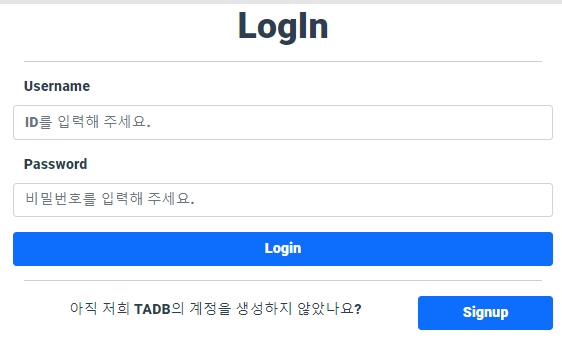 LogIn
Username
ID를 입력해 주세요.
Password
비밀번호를 입력해 주세요.
Login
아직 저희 TADB의 계정을 생성하지 않았나요?
Signup